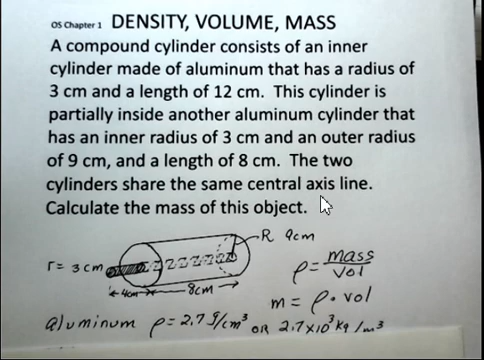 OS Chapter 1 DENSITY, VOLUME, MASS
A compound cylinder consists of an inner
cylinder made of aluminum that has a radius of
3 cm and a length of 12 cm. This cylinder is
partially inside another aluminum cylinder that
has an inner radius of 3 cm and an outer radius
of 9 cm, and a length of 8 cm. The two
cylinders share the same central axis line.
Calculate the mass of this object.
R 9cm
r = 3 cm
ρ = mass/vol
4cm 8cm
m = ρ · vol
aluminum ρ = 2.7 g/cm³ OR 2.7 x 10³ kg/m³